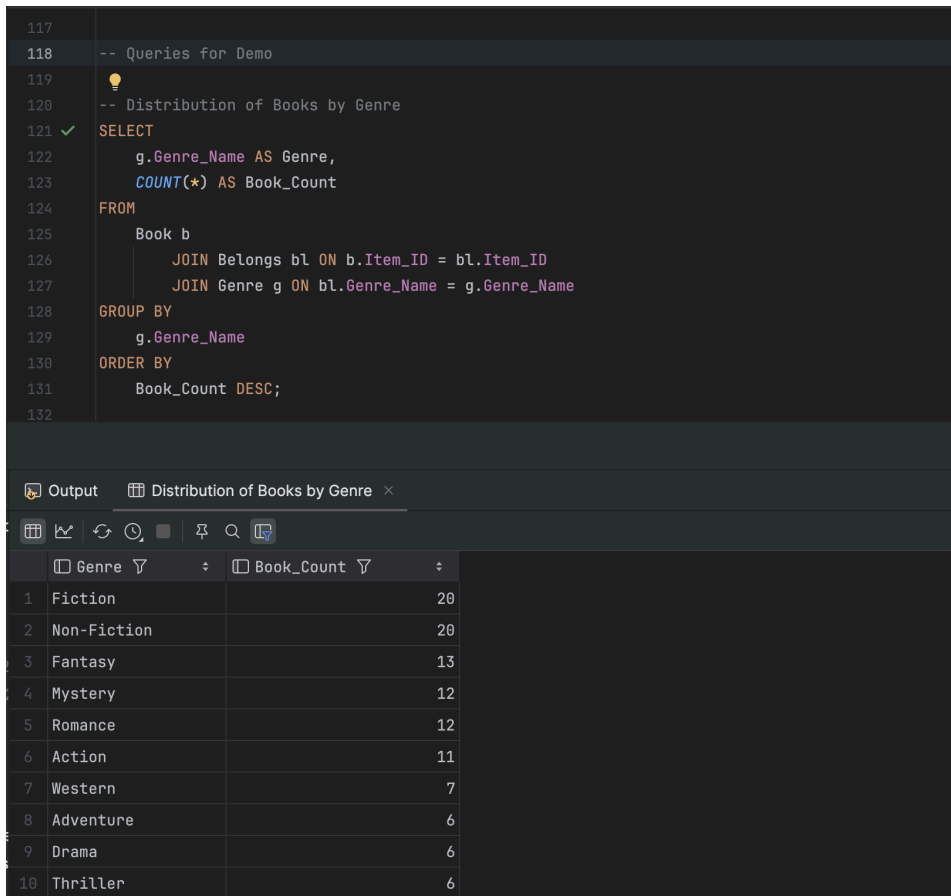 117
118 -- Queries for Demo
119
120 -- Distribution of Books by Genre
121 SELECT
122 g.Genre_Name AS Genre,
123 COUNT(*) AS Book_Count
124 FROM
125 Book b
126 JOIN Belongs bl ON b.Item_ID = bl.Item_ID
127 JOIN Genre g ON bl.Genre_Name = g.Genre_Name
128 GROUP BY
129 g.Genre_Name
130 ORDER BY
131 Book_Count DESC;
132
Output Distribution of Books by Genre
Genre Book_Count
1 Fiction 20
2 Non-Fiction 20
3 Fantasy 13
4 Mystery 12
5 Romance 12
6 Action 11
7 Western 7
8 Adventure 6
9 Drama 6
10 Thriller 6